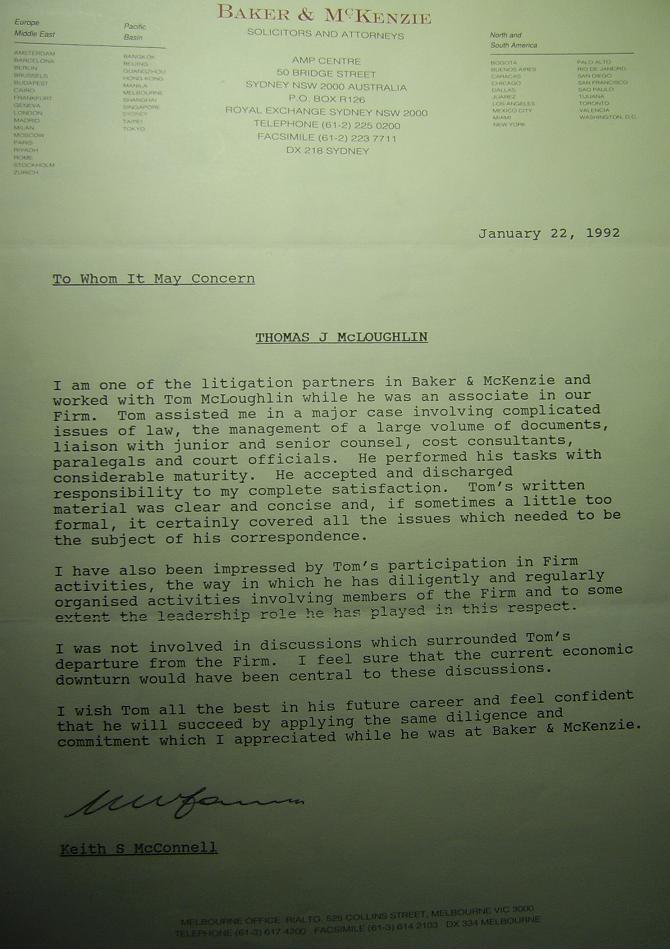 BAKER & McKENZIE
SOLICITORS AND ATTORNEYS
Europe
Middle East
AMSTERDAM
BARCELONA
BERLIN
BRUSSELS
BUDAPEST
CAIRO
FRANKFURT
GENEVA
LONDON
MADRID
MILAN
MOSCOW
PARIS
RIYADH
ROME
STOCKHOLM
ZURICH
Pacific
Basin
BANGKOK
BEIJING
GUANGZHOU
HONG KONG
MANILA
MELBOURNE
SHANGHAI
SINGAPORE
SYDNEY
TAIPEI
TOKYO
AMP CENTRE
50 BRIDGE STREET
SYDNEY NSW 2000 AUSTRALIA
P.O. BOX R126
ROYAL EXCHANGE SYDNEY NSW 2000
TELEPHONE (61-2) 225 0200
FACSIMILE (61-2) 223 7711
DX 218 SYDNEY
North and
South America
BOGOTA
BUENOS AIRES
CARACAS
CHICAGO
DALLAS
JUAREZ
LOS ANGELES
MEXICO CITY
MIAMI
NEW YORK
PALO ALTO
RIO DE JANEIRO
SAN DIEGO
SAN FRANCISCO
SAO PAULO
TIJUANA
TORONTO
VALENCIA
WASHINGTON, D.C.
January 22, 1992
To Whom It May Concern
THOMAS J McLOUGHLIN
I am one of the litigation partners in Baker & McKenzie and
worked with Tom McLoughlin while he was an associate in our
Firm. Tom assisted me in a major case involving complicated
issues of law, the management of a large volume of documents,
liaison with junior and senior counsel, cost consultants,
paralegals and court officials. He performed his tasks with
considerable maturity. He accepted and discharged
responsibility to my complete satisfaction. Tom's written
material was clear and concise and, if sometimes a little too
formal, it certainly covered all the issues which needed to be
the subject of his correspondence.
I have also been impressed by Tom's participation in Firm
activities, the way in which he has diligently and regularly
organised activities involving members of the Firm and to some
extent the leadership role he has played in this respect.
I was not involved in discussions which surrounded Tom's
departure from the Firm. I feel sure that the current economic
downturn would have been central to these discussions.
I wish Tom all the best in his future career and feel confident
that he will succeed by applying the same diligence and
commitment which I appreciated while he was at Baker & McKenzie.
Keith S McConnell
MELBOURNE OFFICE RIALTO, 525 COLLINS STREET, MELBOURNE VIC 3000
TELEPHONE (61-3) 617 4200 FACSIMILE (61-3) 614 2103 DX 334 MELBOURNE